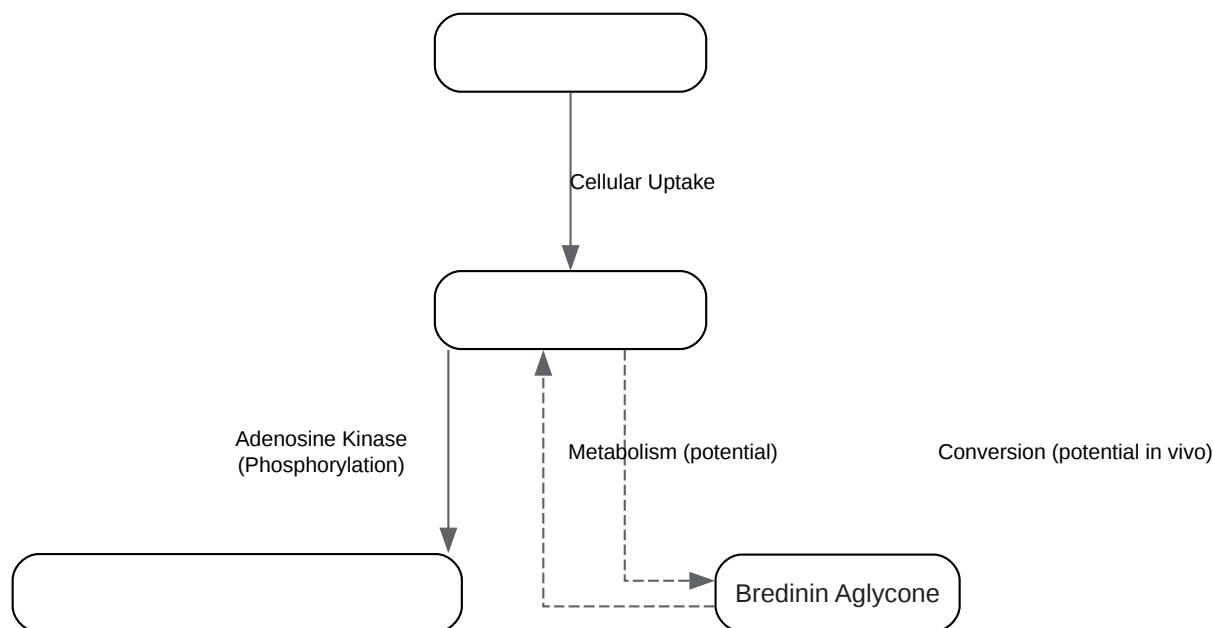 Cellular Uptake
Adenosine Kinase
(Phosphorylation)
Metabolism (potential)
Conversion (potential in vivo)
Bredinin Aglycone